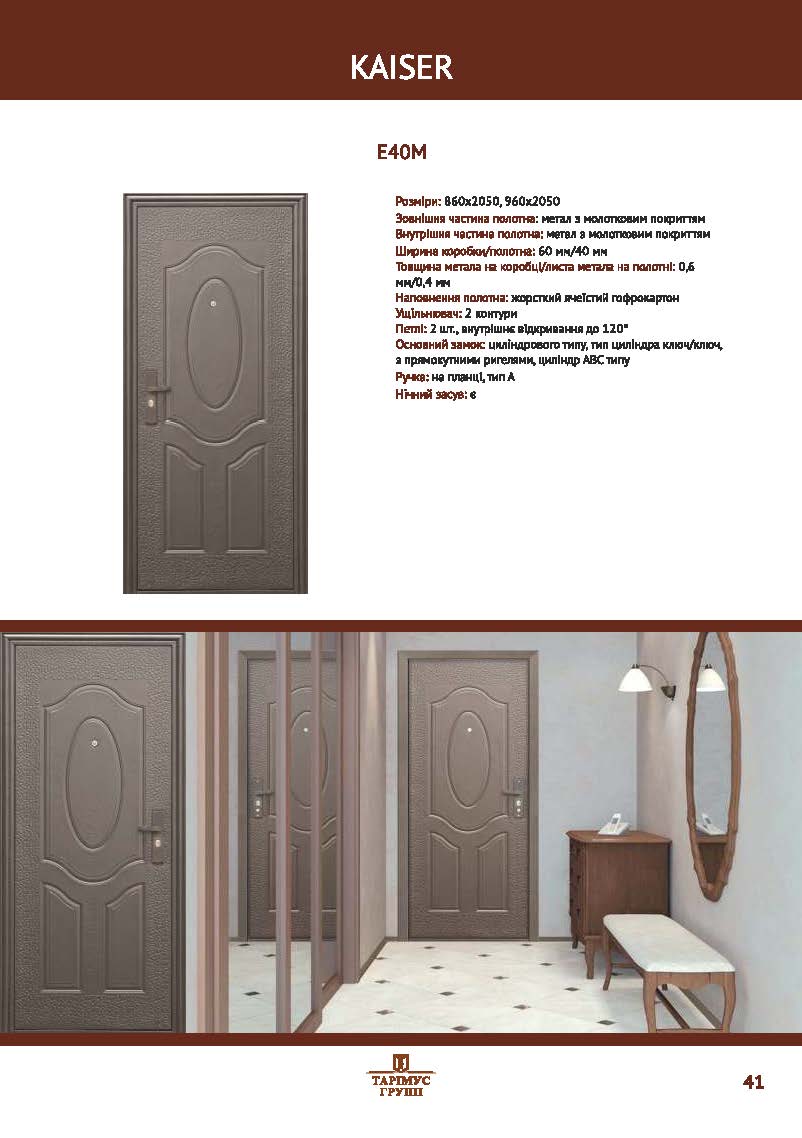 KAISER
E40M
Розміри: 860х2050, 960х2050
Зовнішня частина полотна: метал з молотковим покриттям
Внутрішня частина полотна: метал з молотковим покриттям
Ширина коробки/полотна: 60 мм/40 мм
Товщина метала на коробці/листа метала на полотні: 0,6
мм/0,4 мм
Наповнення полотна: жорсткий ячеїстий гофрокартон
Ущільнювач: 2 контури
Петлі: 2 шт., внутрішнє відкривання до 120°
Основний замок: циліндрового типу, тип циліндра ключ/ключ,
з прямокутними ригелями, циліндр АВС типу
Ручка: на планці, тип А
Нічний засув: є
ТАРІМУС
ГРУПП
41